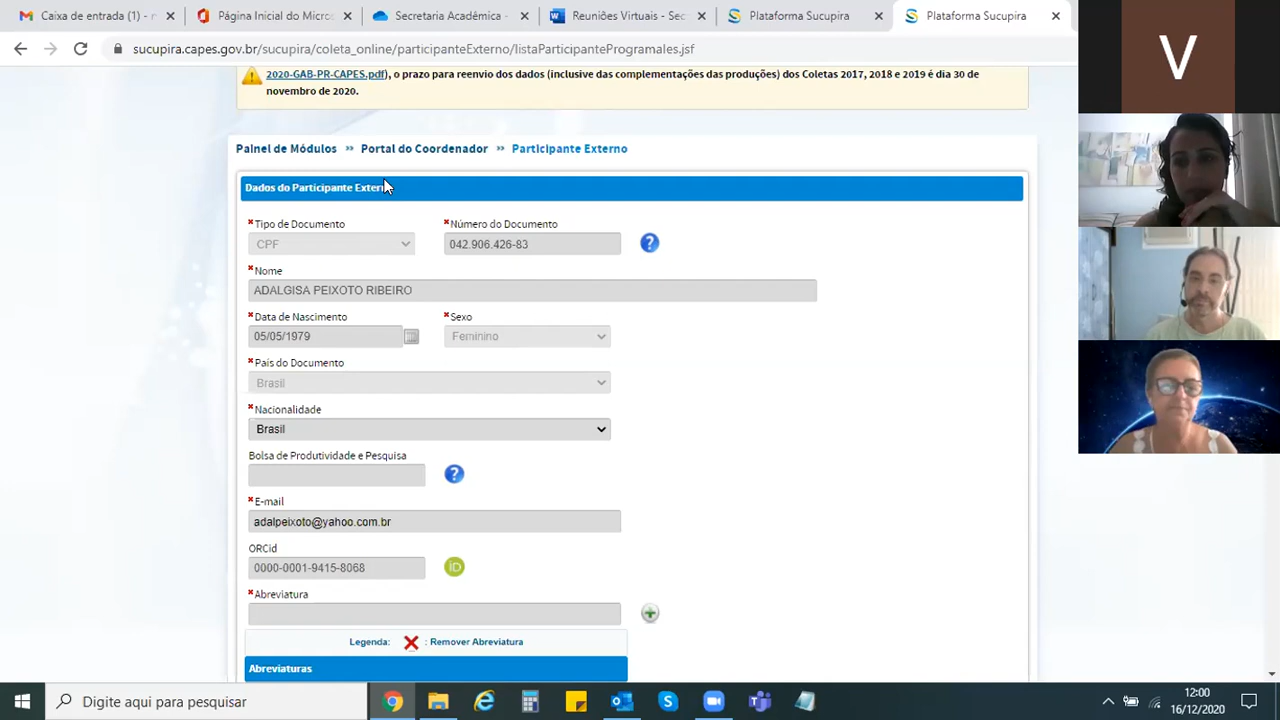 Caixa de entrada (1) -
Página Inicial do Micros
Secretaria Acadêmica -
Reuniões Virtuais - Sec
Plataforma Sucupira
Plataforma Sucupira
sucupira.capes.gov.br/sucupira/coleta_online/participanteExterno/listaParticipanteProgramaIes.jsf
V
2020-GAB-PR-CAPES.pdf), o prazo para reenvio dos dados (inclusive das complementações das produções) dos Coletas 2017, 2018 e 2019 é dia 30 de
novembro de 2020.
Painel de Módulos » Portal do Coordenador » Participante Externo
Dados do Participante Externo
*Tipo de Documento *Número do Documento
CPF 042.906.426-83 ?
*Nome
ADALGISA PEIXOTO RIBEIRO
*Data de Nascimento *Sexo
05/05/1979 Feminino
*País do Documento
Brasil
*Nacionalidade
Brasil
Bolsa de Produtividade e Pesquisa
?
*E-mail
adalpeixoto@yahoo.com.br
ORCid
0000-0001-9415-8068 iD
*Abreviatura
Legenda: : Remover Abreviatura
Abreviaturas
Digite aqui para pesquisar
12:00
16/12/2020